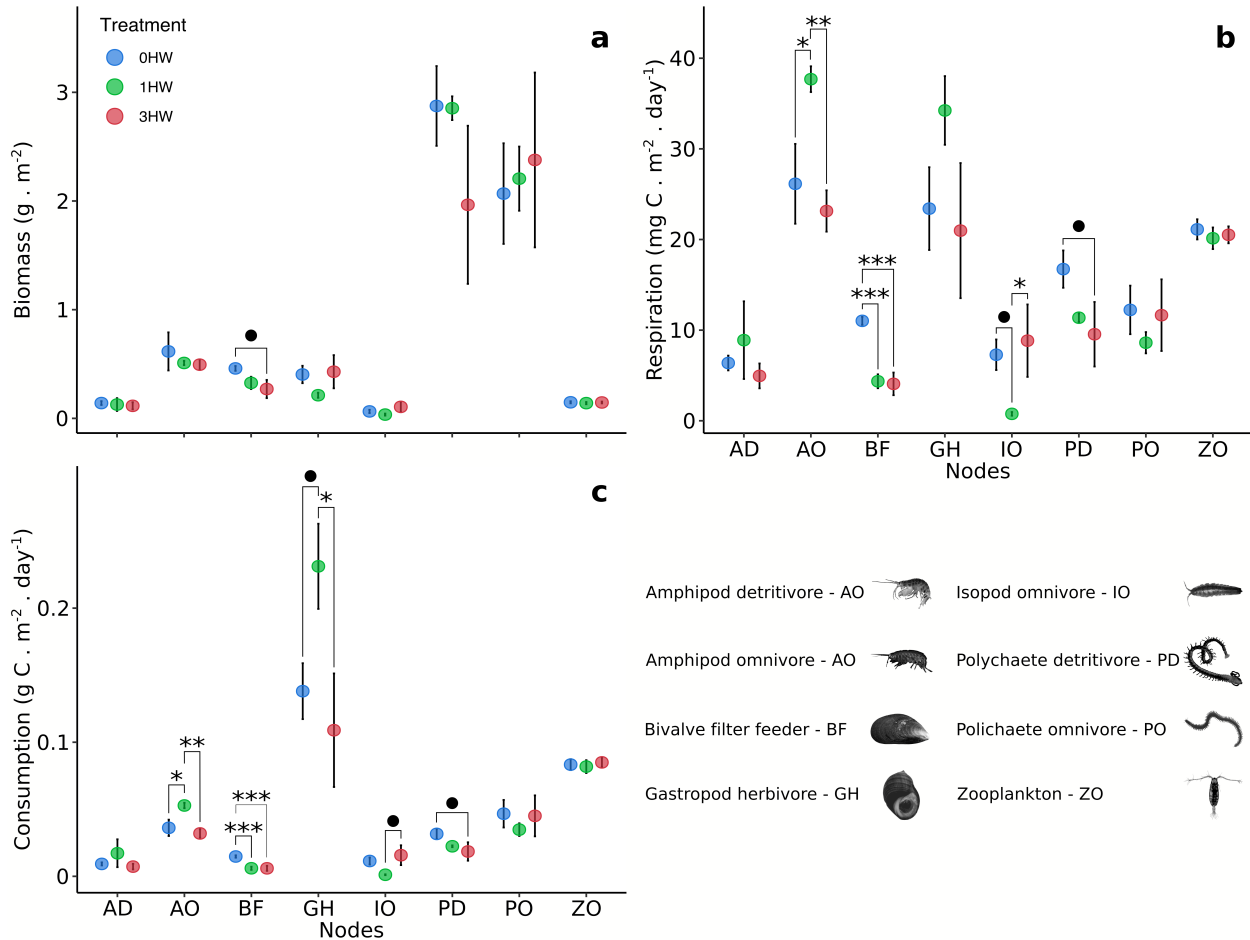 Treatment
0HW
1HW
3HW
a
Biomass (g . m-2)
3
2
1
0
b
** 
*
***
***
*
Respiration (mg C . m-2 . day-1)
40
30
20
10
0
AD AO BF GH IO PD PO ZO
Nodes
c
*
**
*
***
***
Consumption (g C . m-2 . day-1)
0.2
0.1
0
AD AO BF GH IO PD PO ZO
Nodes
Amphipod detritivore - AO
Isopod omnivore - IO
Amphipod omnivore - AO
Polychaete detritivore - PD
Bivalve filter feeder - BF
Polichaete omnivore - PO
Gastropod herbivore - GH
Zooplankton - ZO